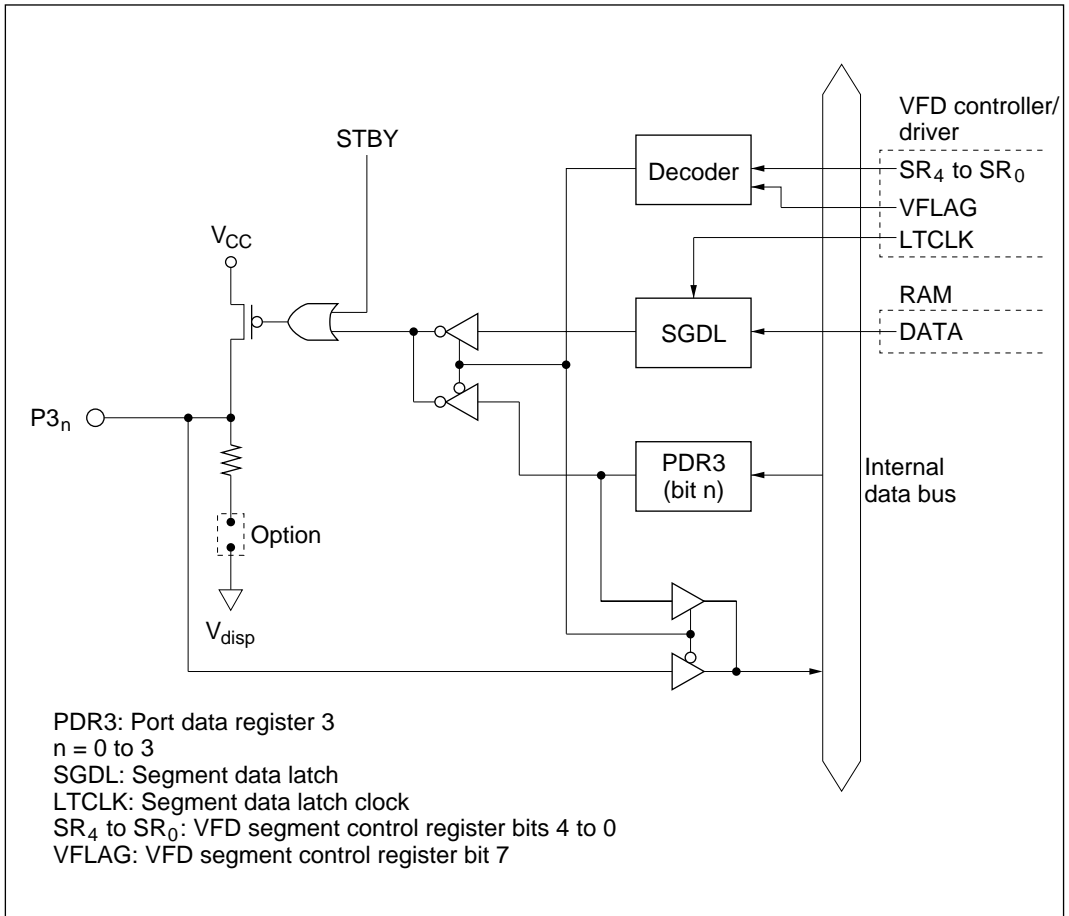 VFD controller/
driver
STBY
Decoder
SR4 to SR0
VFLAG
LTCLK
VCC
RAM
SGDL
DATA
P3n
PDR3
(bit n)
Internal
data bus
Option
Vdisp
PDR3: Port data register 3
n = 0 to 3
SGDL: Segment data latch
LTCLK: Segment data latch clock
SR4 to SR0: VFD segment control register bits 4 to 0
VFLAG: VFD segment control register bit 7